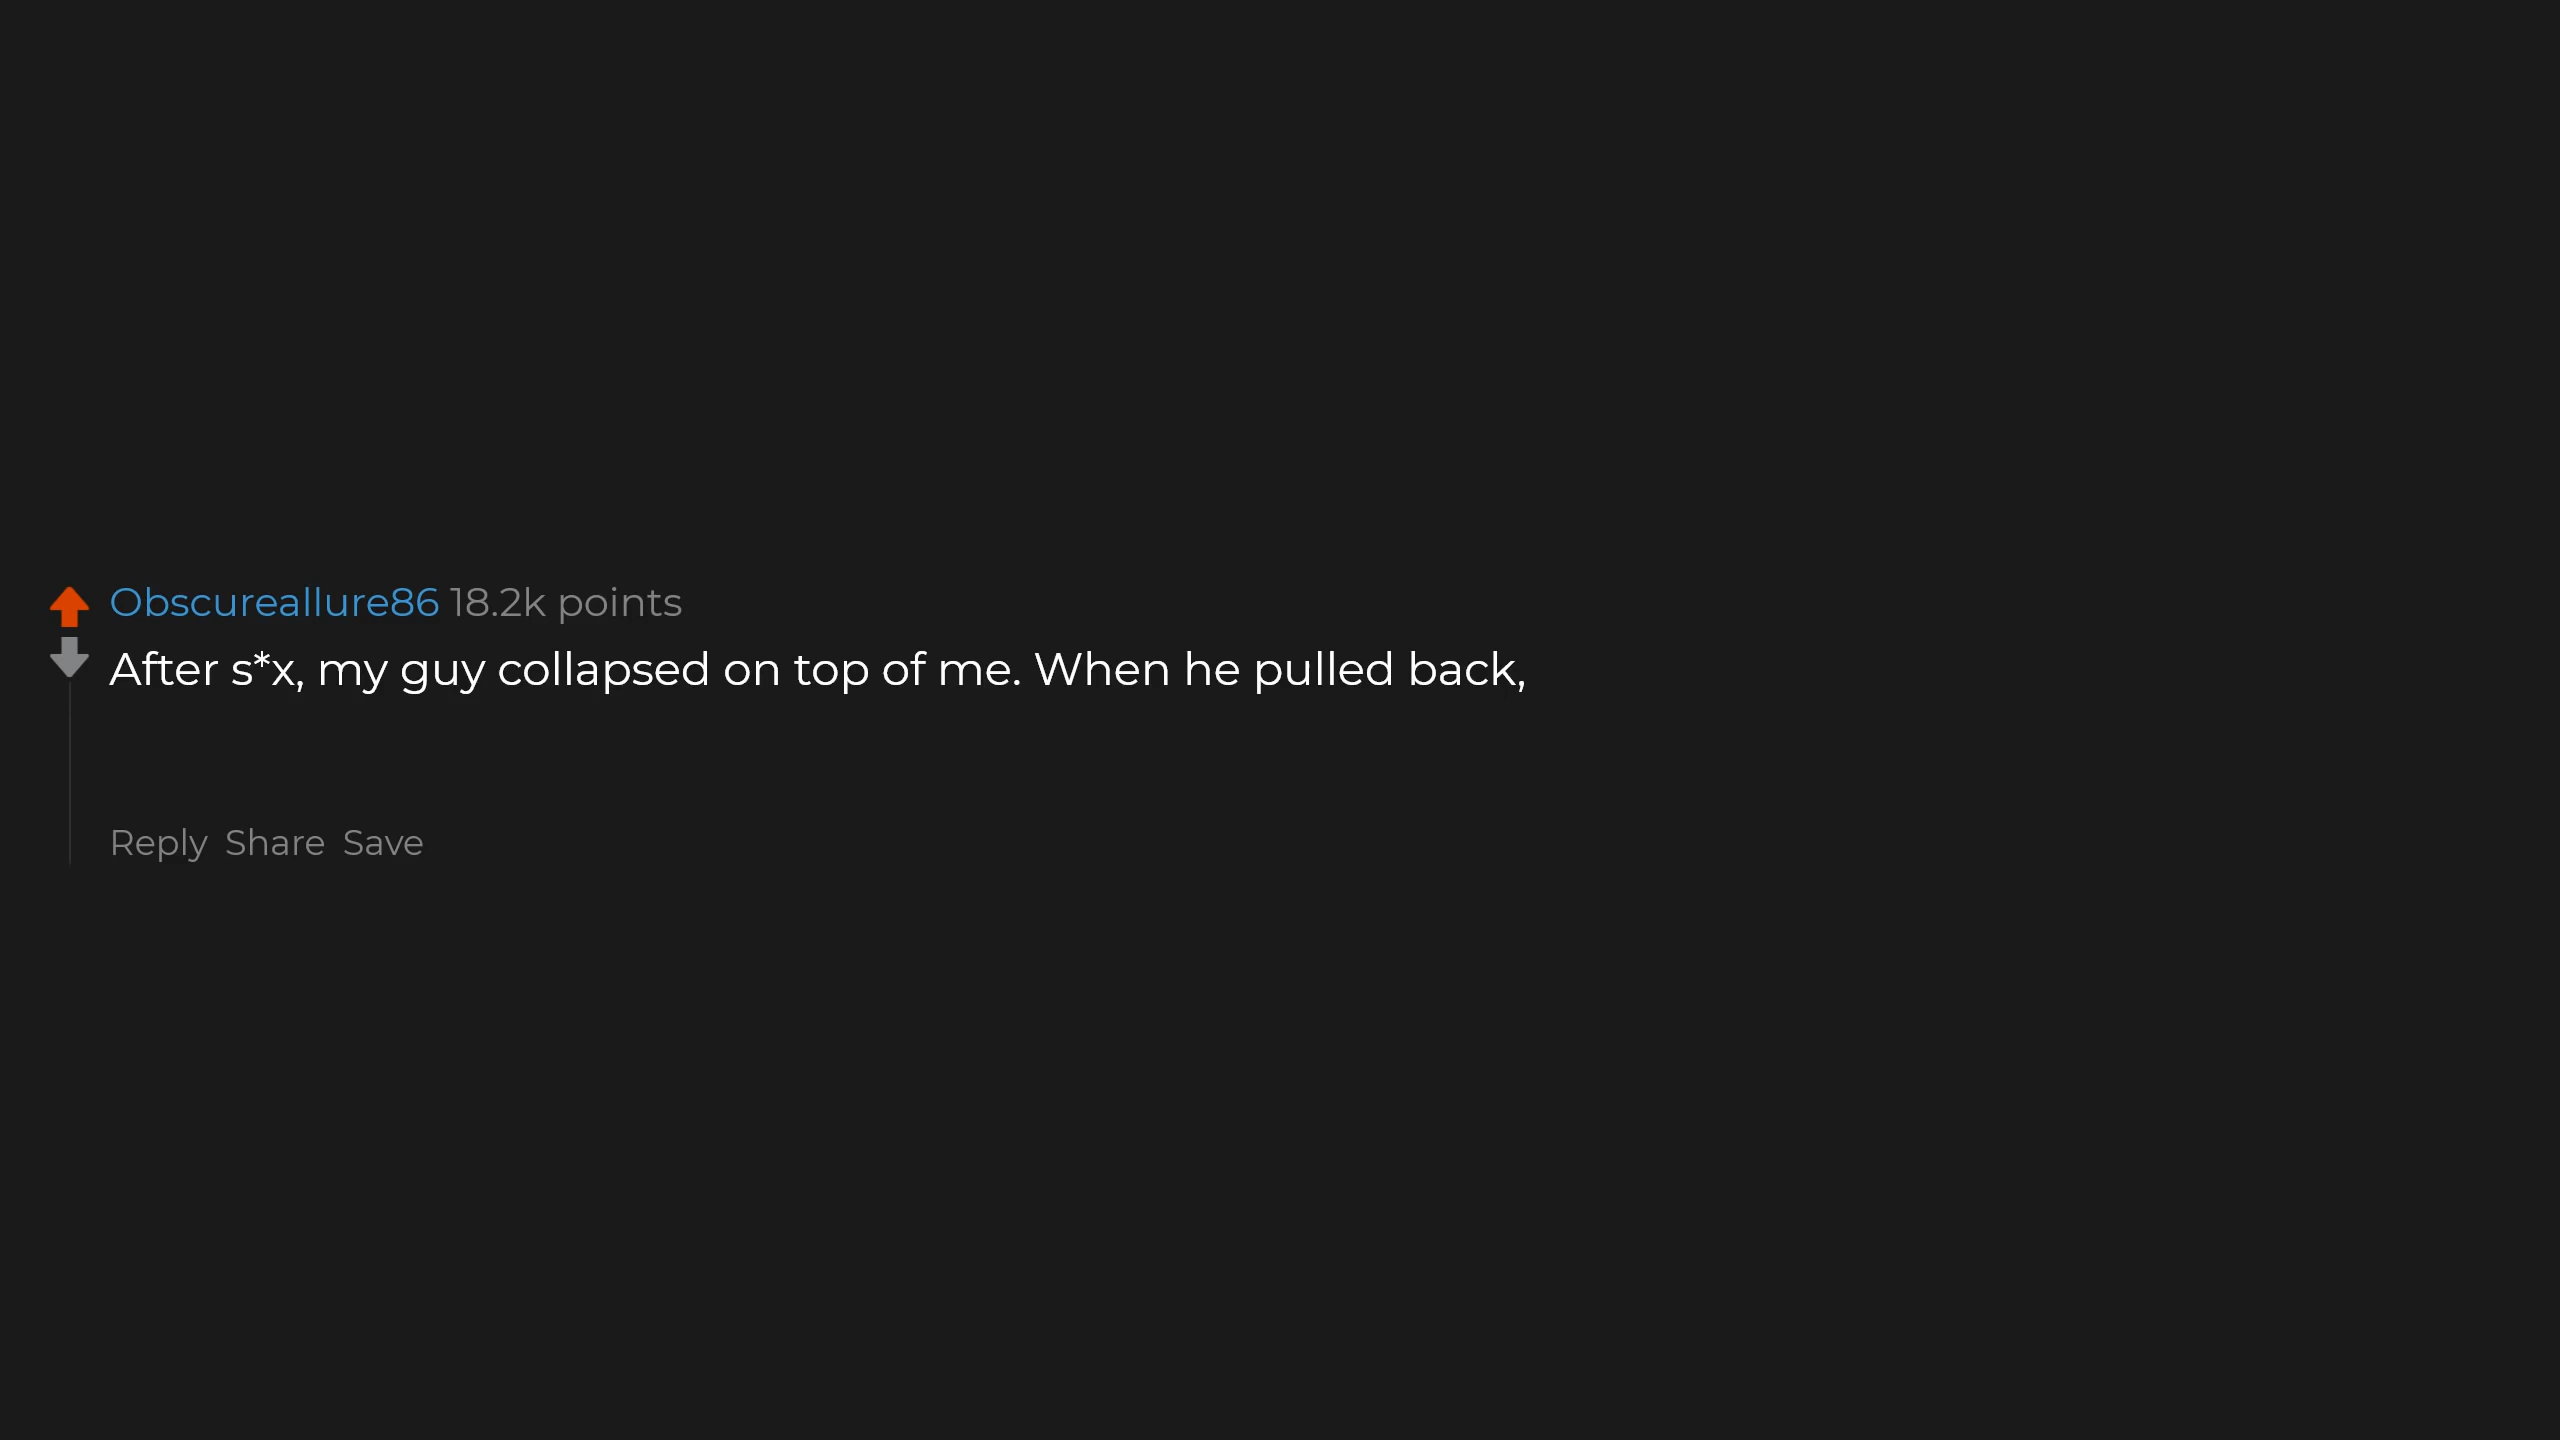 Obscureallure86 18.2k points
After s*x, my guy collapsed on top of me. When he pulled back,
Reply Share Save